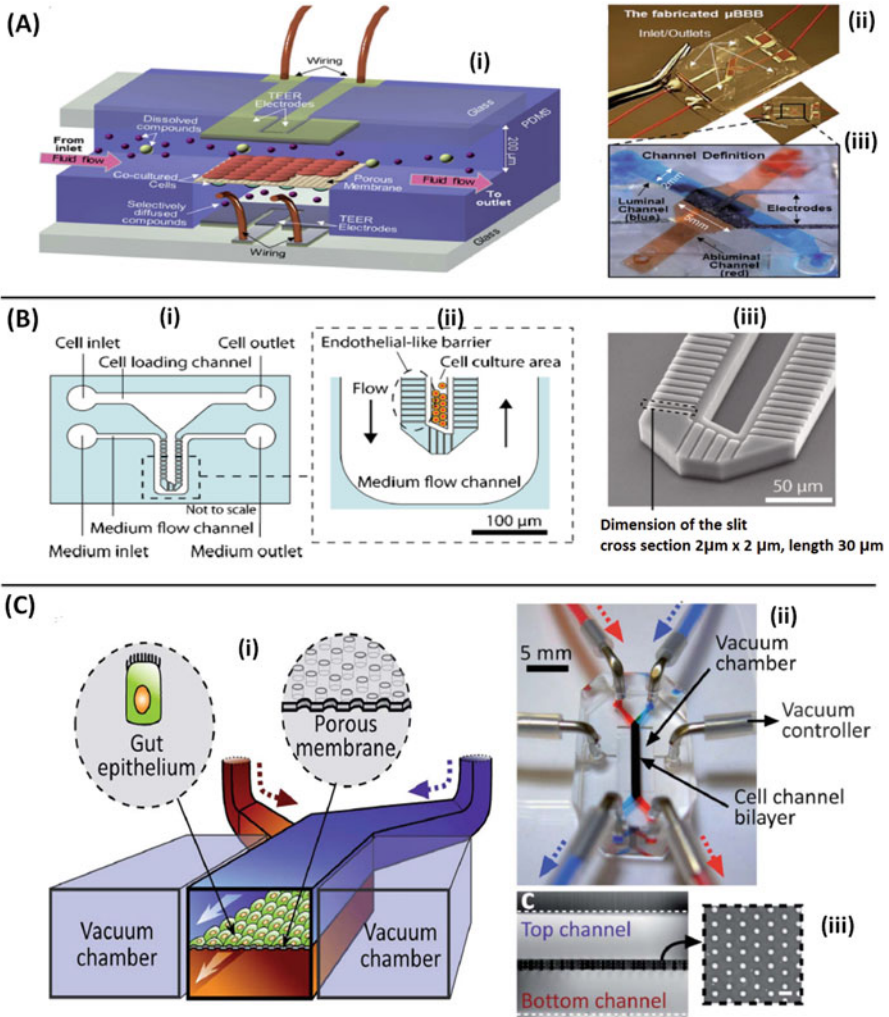 (A)
(i)
Wiring
TEER
Electrodes
Glass
PDMS
200 µm
Dissolved
compounds
From
inlet
Fluid flow
Co-cultured
Cells
Porous
Membrane
Fluid flow
To
outlet
Selectively
diffused
compounds
TEER
Electrodes
Wiring
Glass
The fabricated µBBB
(ii)
Inlet/Outlets
(iii)
Channel Definition
2mm
Luminal
Channel
(blue)
5mm
Electrodes
Abluminal
Channel
(red)
(B)
(i)
Cell inlet
Cell outlet
Cell loading channel
Not to scale
Medium flow channel
Medium inlet
Medium outlet
(ii)
Endothelial-like barrier
Cell culture area
Flow
Medium flow channel
100 µm
(iii)
50 µm
Dimension of the slit
cross section 2µm x 2 µm, length 30 µm
(C)
(i)
Gut
epithelium
Porous
membrane
Vacuum
chamber
Vacuum
chamber
(ii)
5 mm
Vacuum
chamber
Vacuum
controller
Cell channel
bilayer
C
Top channel
Bottom channel
(iii)